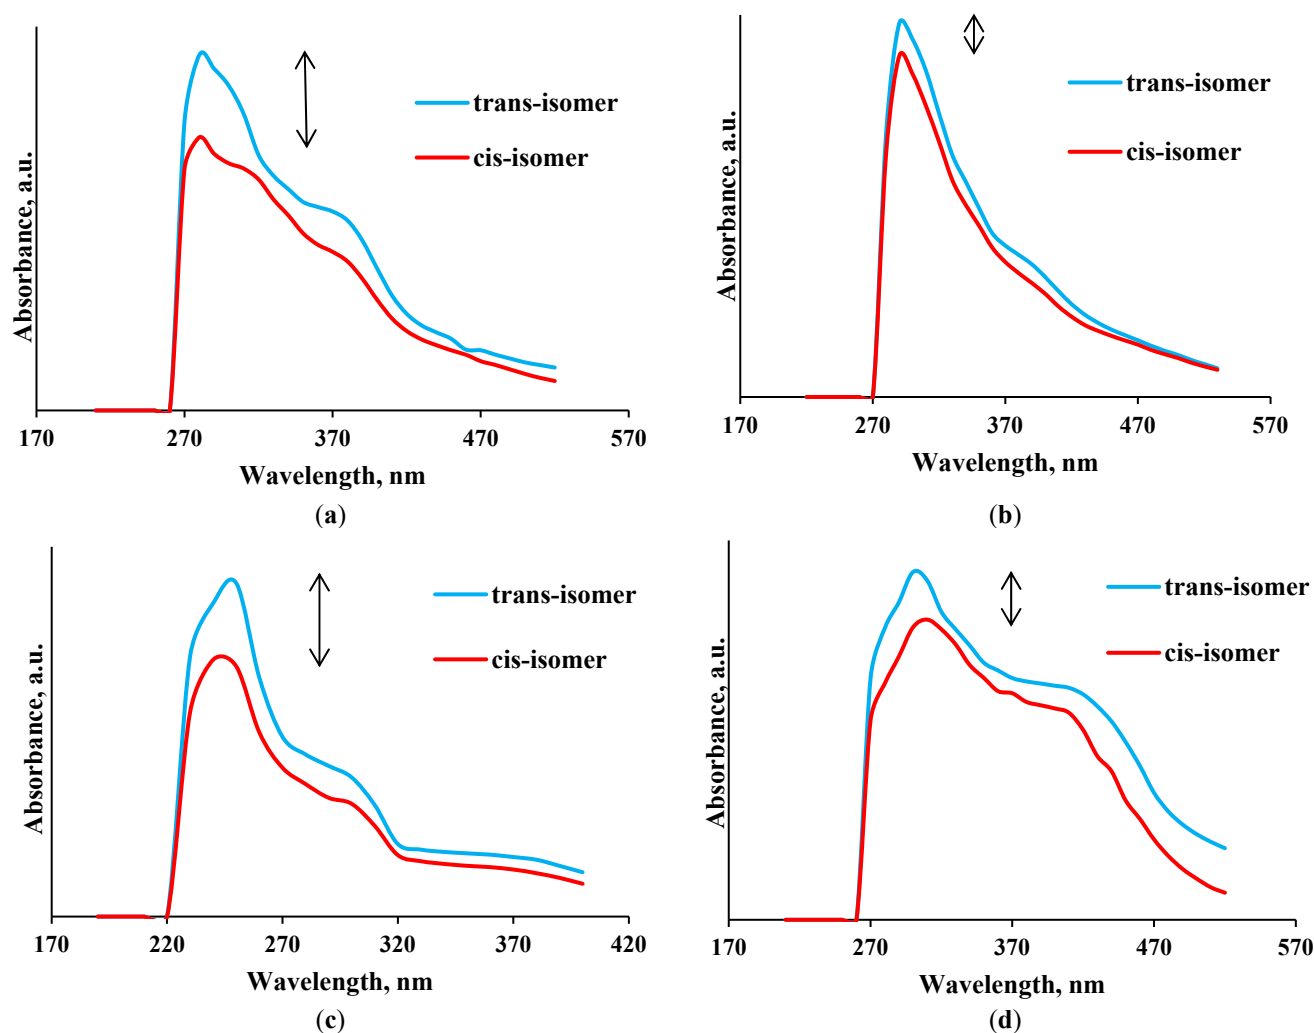 Absorbance, a.u.
trans-isomer
cis-isomer
170 270 370 470 570
Wavelength, nm
(a)
Absorbance, a.u.
trans-isomer
cis-isomer
170 270 370 470 570
Wavelength, nm
(b)
Absorbance, a.u.
trans-isomer
cis-isomer
170 220 270 320 370 420
Wavelength, nm
(c)
Absorbance, a.u.
trans-isomer
cis-isomer
170 270 370 470 570
Wavelength, nm
(d)